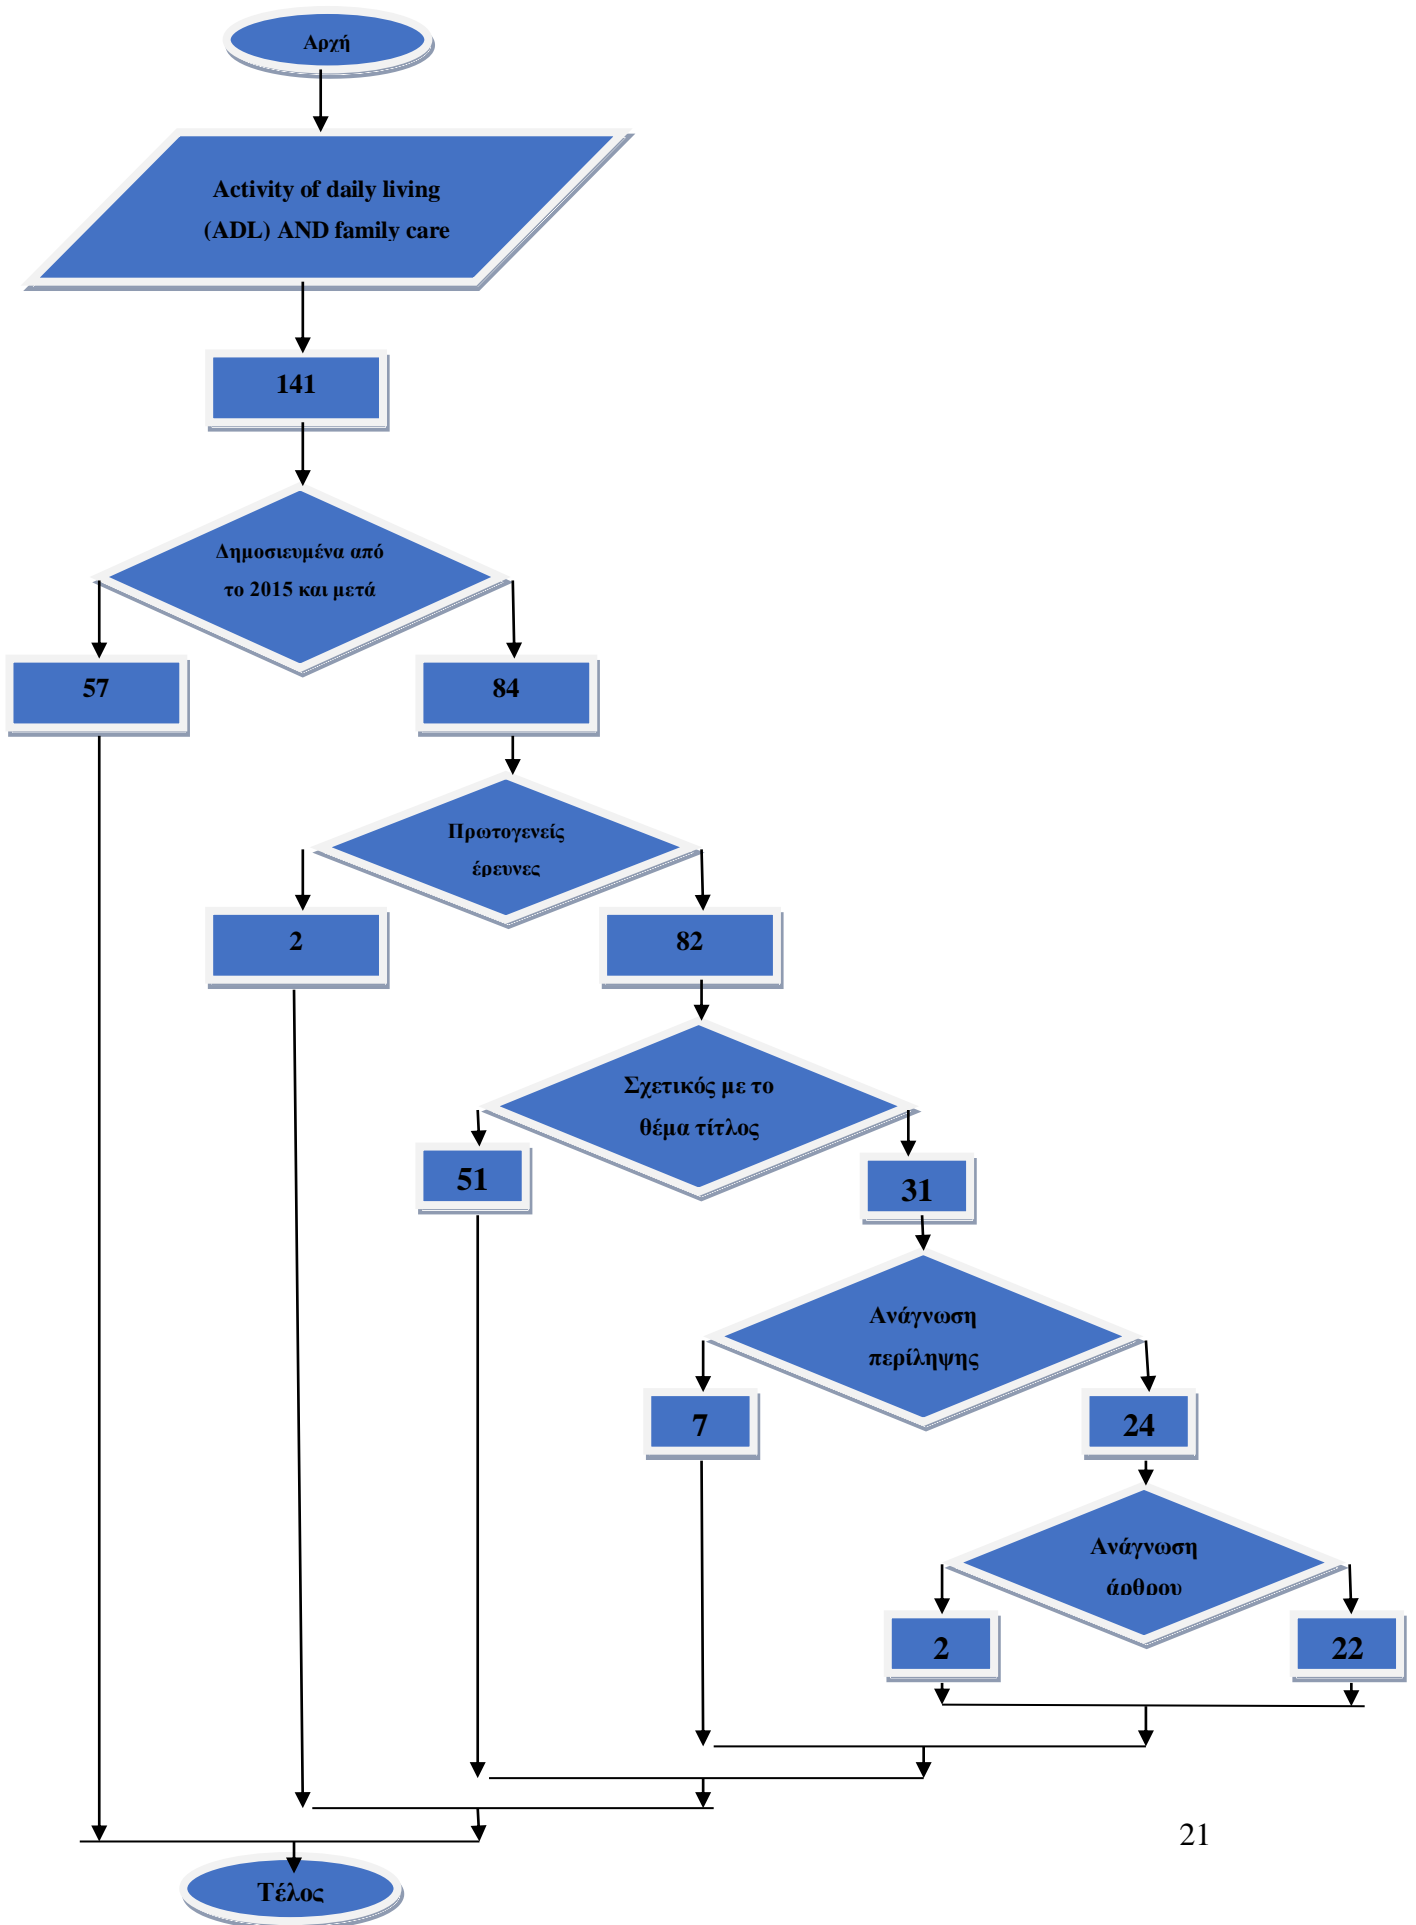 Αρχή
Activity of daily living
(ADL) AND family care
141
Δημοσιευμένα από
το 2015 και μετά
57
84
Πρωτογενείς
έρευνες
2
82
Σχετικός με το
θέμα τίτλος
51
31
Ανάγνωση
περίληψης
7
24
Ανάγνωση
άρθρου
2
22
21
Τέλος